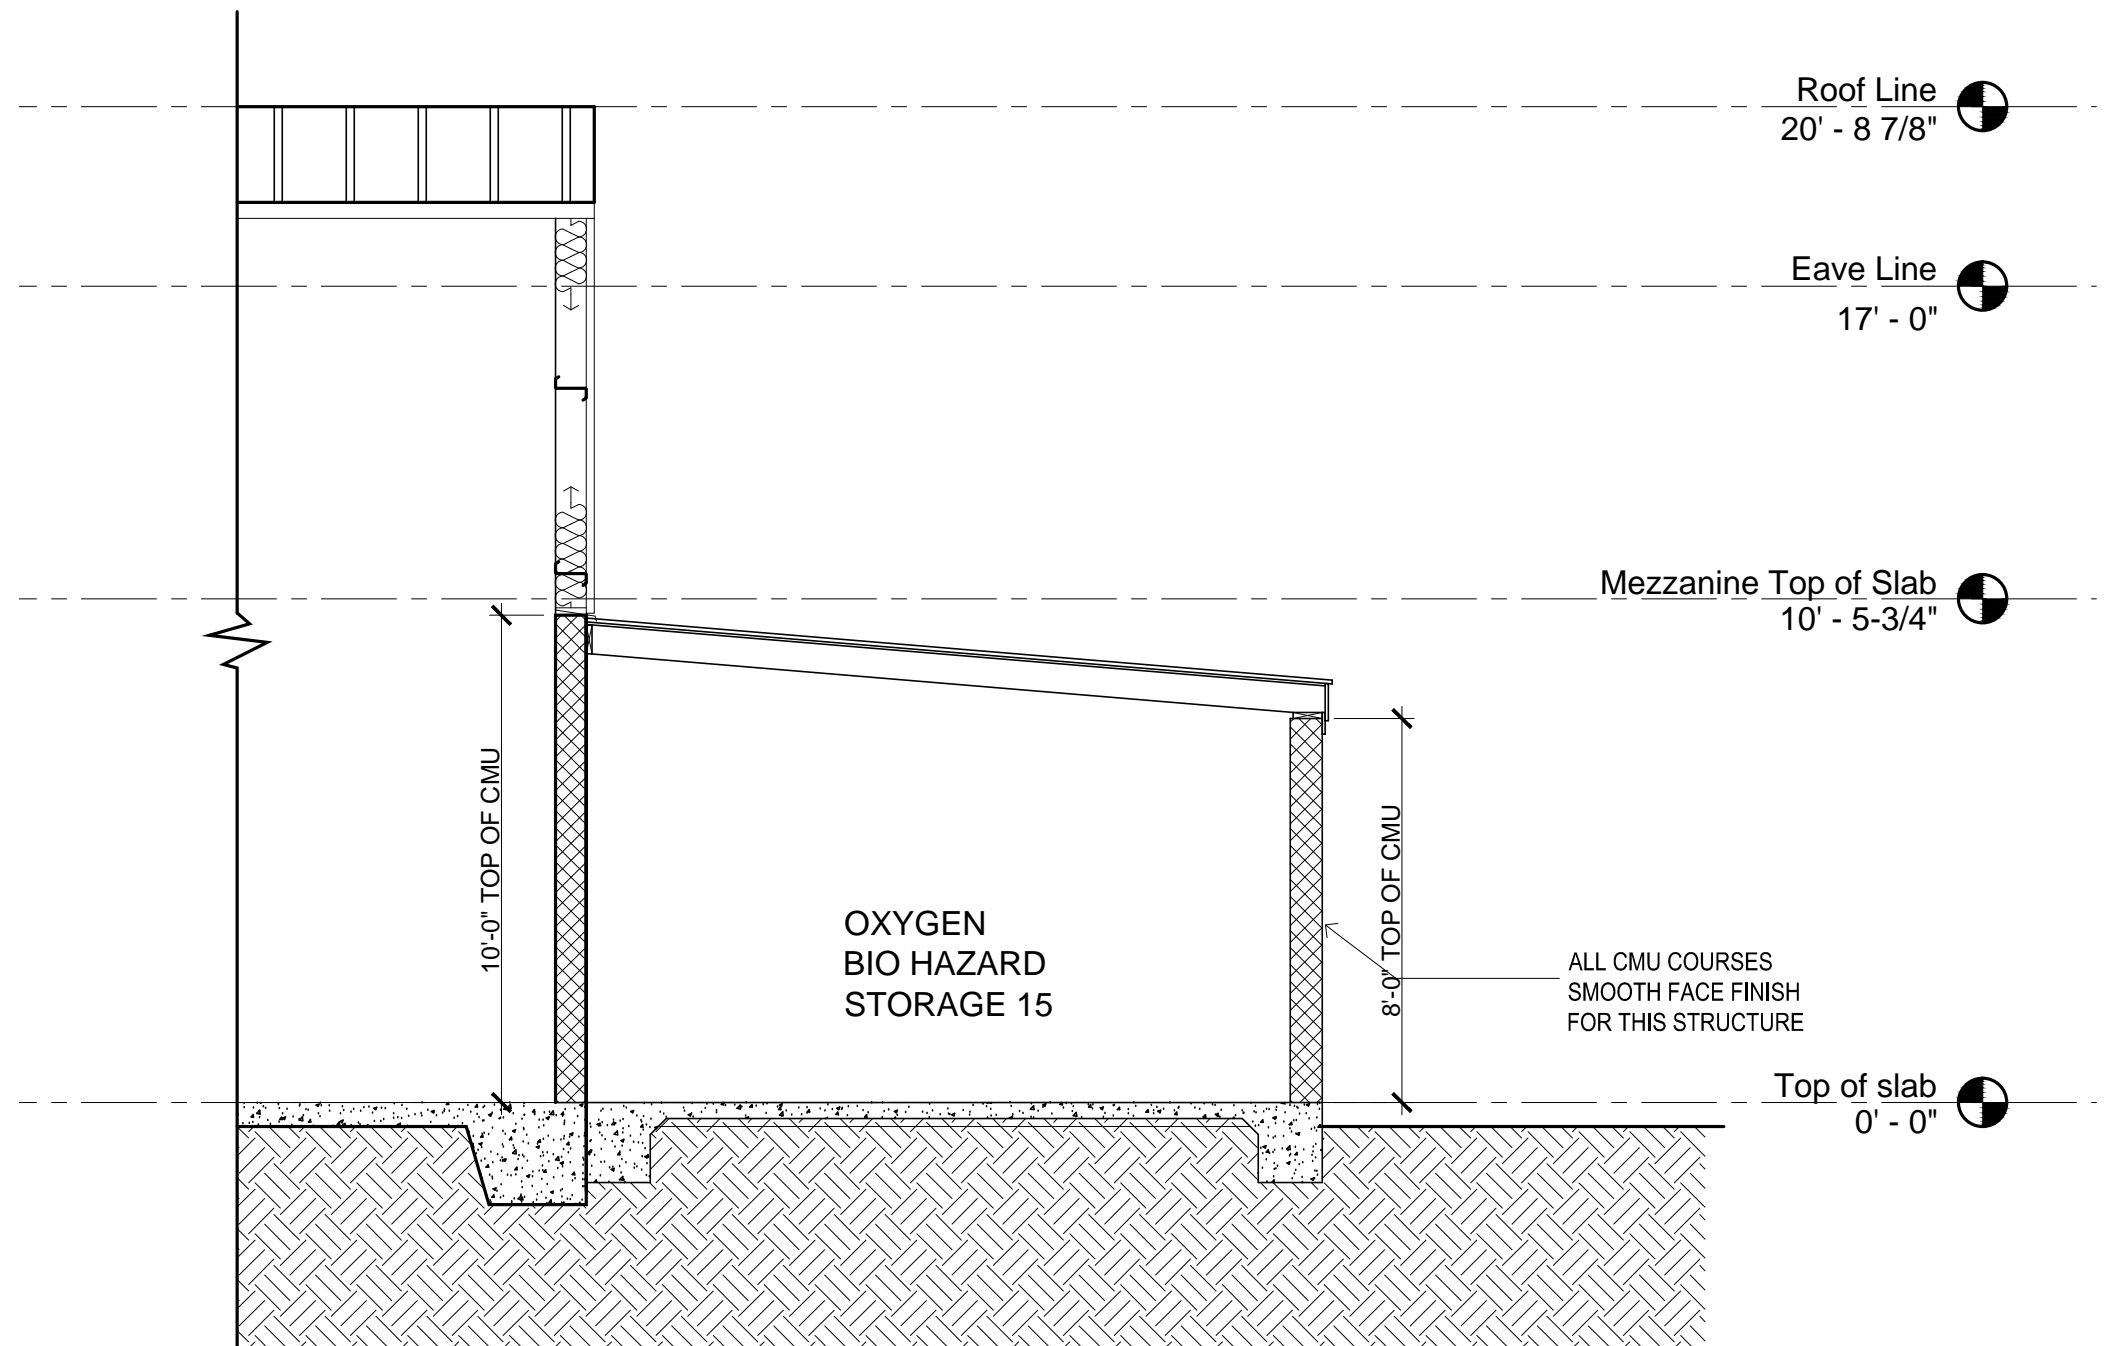 Roof Line
20' - 8 7/8"
Eave Line
17' - 0"
Mezzanine Top of Slab
10' - 5-3/4"
10'-0" TOP OF CMU
8'-0" TOP OF CMU
OXYGEN
BIO HAZARD
STORAGE 15
ALL CMU COURSES
SMOOTH FACE FINISH
FOR THIS STRUCTURE
Top of slab
0' - 0"